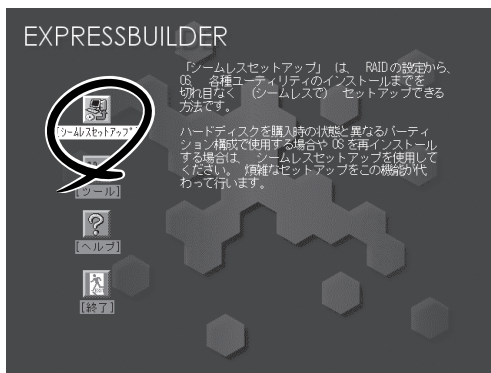 EXPRESSBUILDER
「シームレスセットアップ」 は、 RAIDの設定から、
OS、 各種ユーティリティのインストールまでを
切れ目なく (シームレスで) セットアップできる
方法です。
ハードディスクを購入時の状態と異なるパーティ
ション構成で使用する場合や OSを再インストール
する場合は、 シームレスセットアップを使用して
ください。 煩雑なセットアップをこの機能が代
わって行います。
[シームレスセットアップ]
[ツール]
[ヘルプ]
[終了]